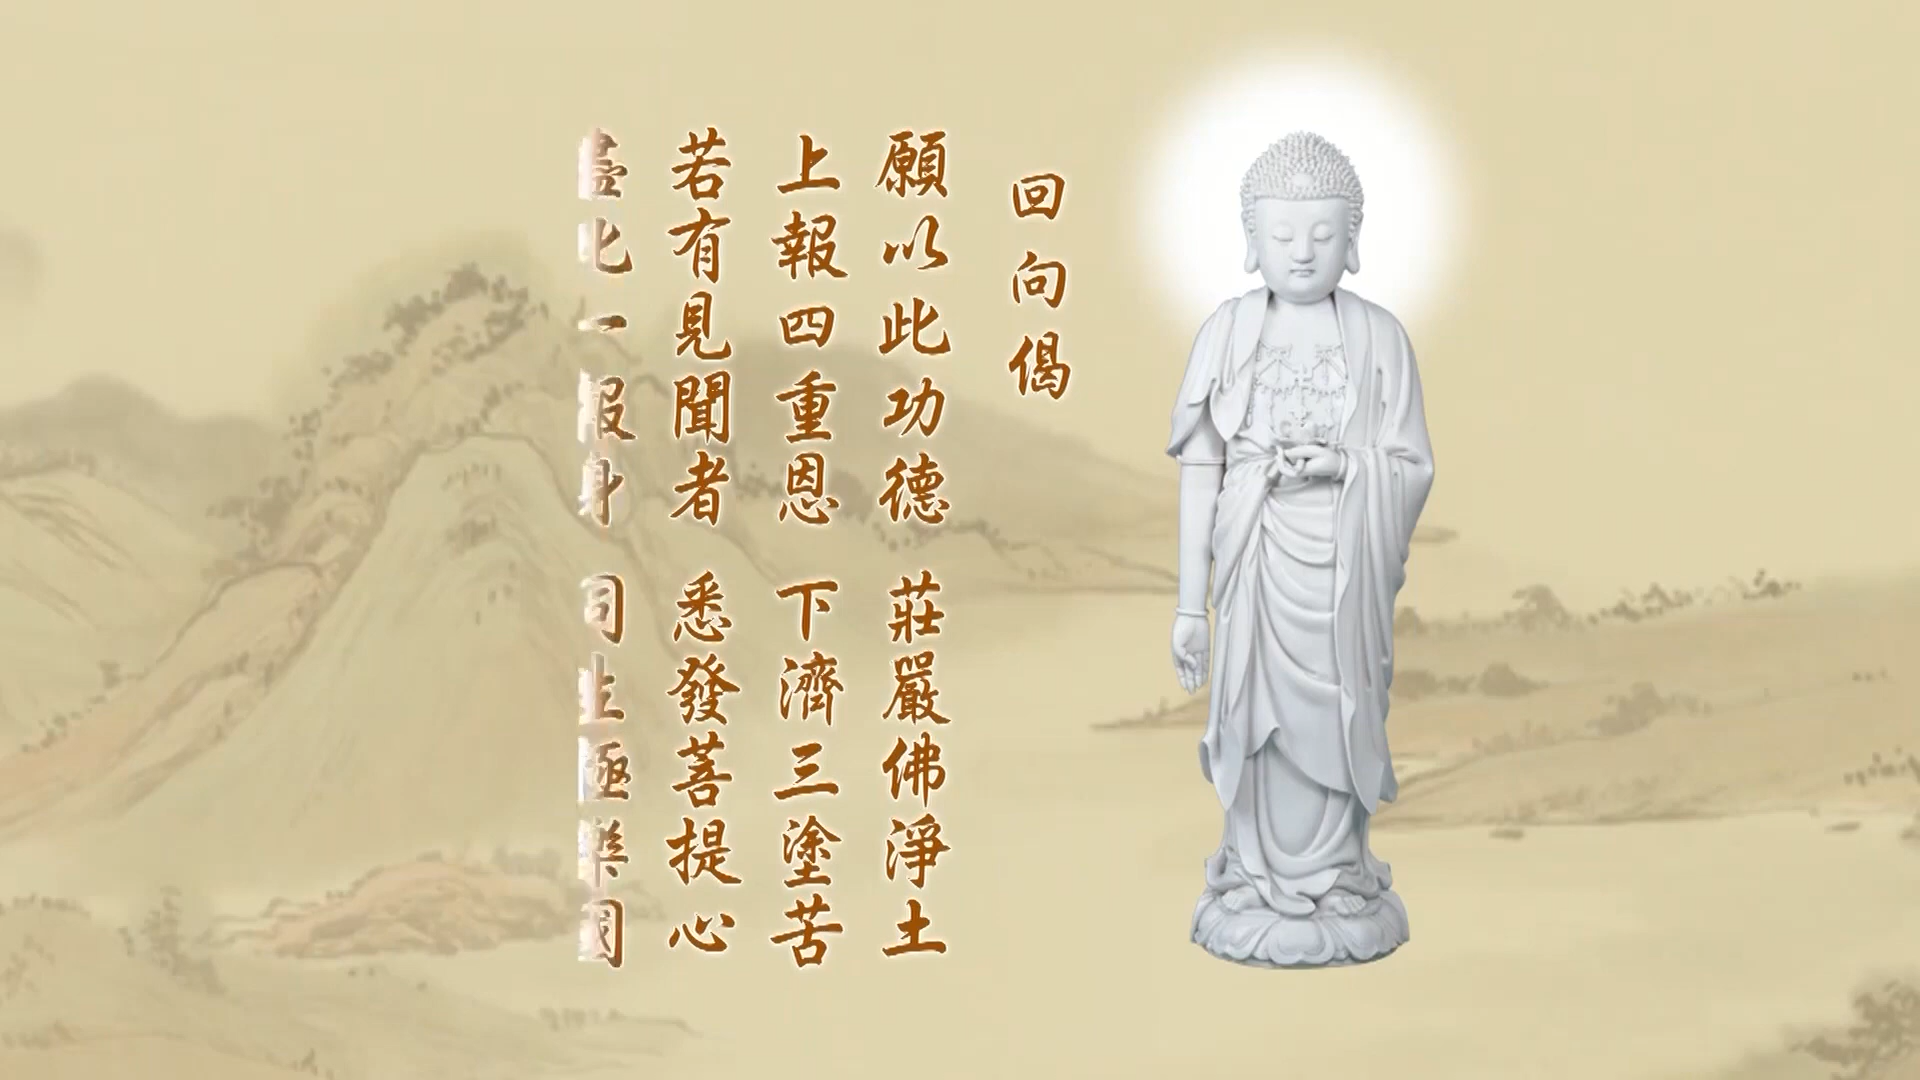 回向偈
願以此功德 莊嚴佛淨土
上報四重恩 下濟三塗苦
若有見聞者 悉發菩提心
盡此一報身 同生極樂國